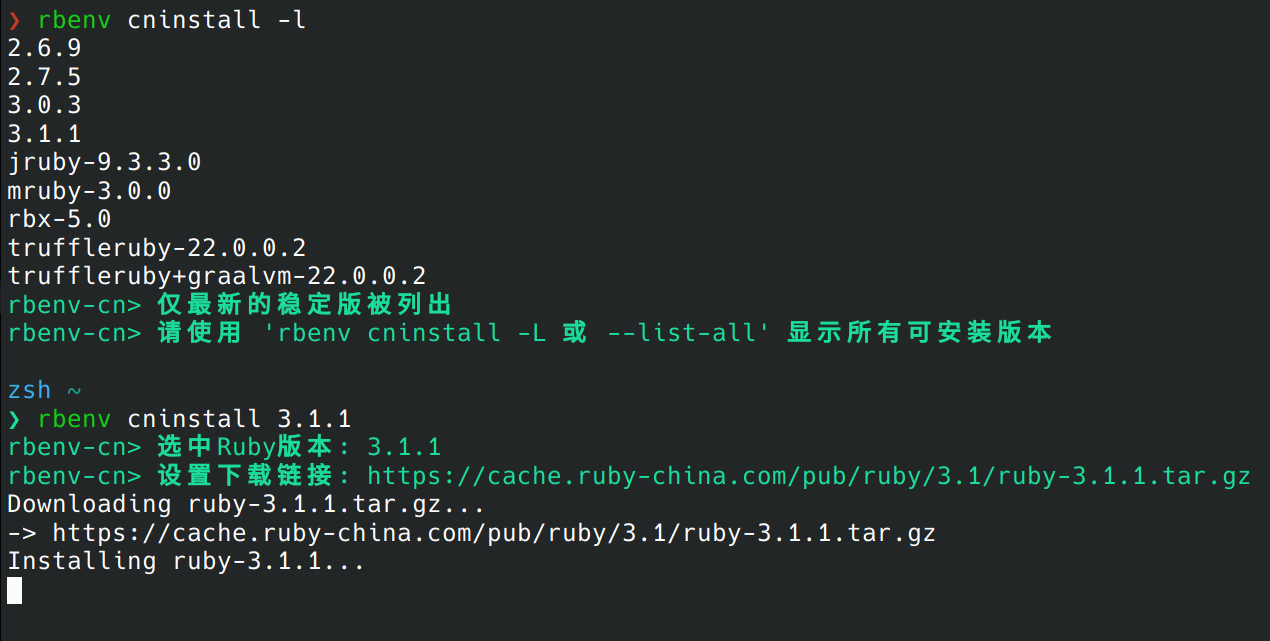 ❯ rbenv cninstall -l
2.6.9
2.7.5
3.0.3
3.1.1
jruby-9.3.3.0
mruby-3.0.0
rbx-5.0
truffleruby-22.0.0.2
truffleruby+graalvm-22.0.0.2
rbenv-cn> 仅最新的稳定版被列出
rbenv-cn> 请使用 'rbenv cninstall -L 或 --list-all' 显示所有可安装版本
zsh ~
❯ rbenv cninstall 3.1.1
rbenv-cn> 选中Ruby版本: 3.1.1
rbenv-cn> 设置下载链接: https://cache.ruby-china.com/pub/ruby/3.1/ruby-3.1.1.tar.gz
Downloading ruby-3.1.1.tar.gz...
-> https://cache.ruby-china.com/pub/ruby/3.1/ruby-3.1.1.tar.gz
Installing ruby-3.1.1...